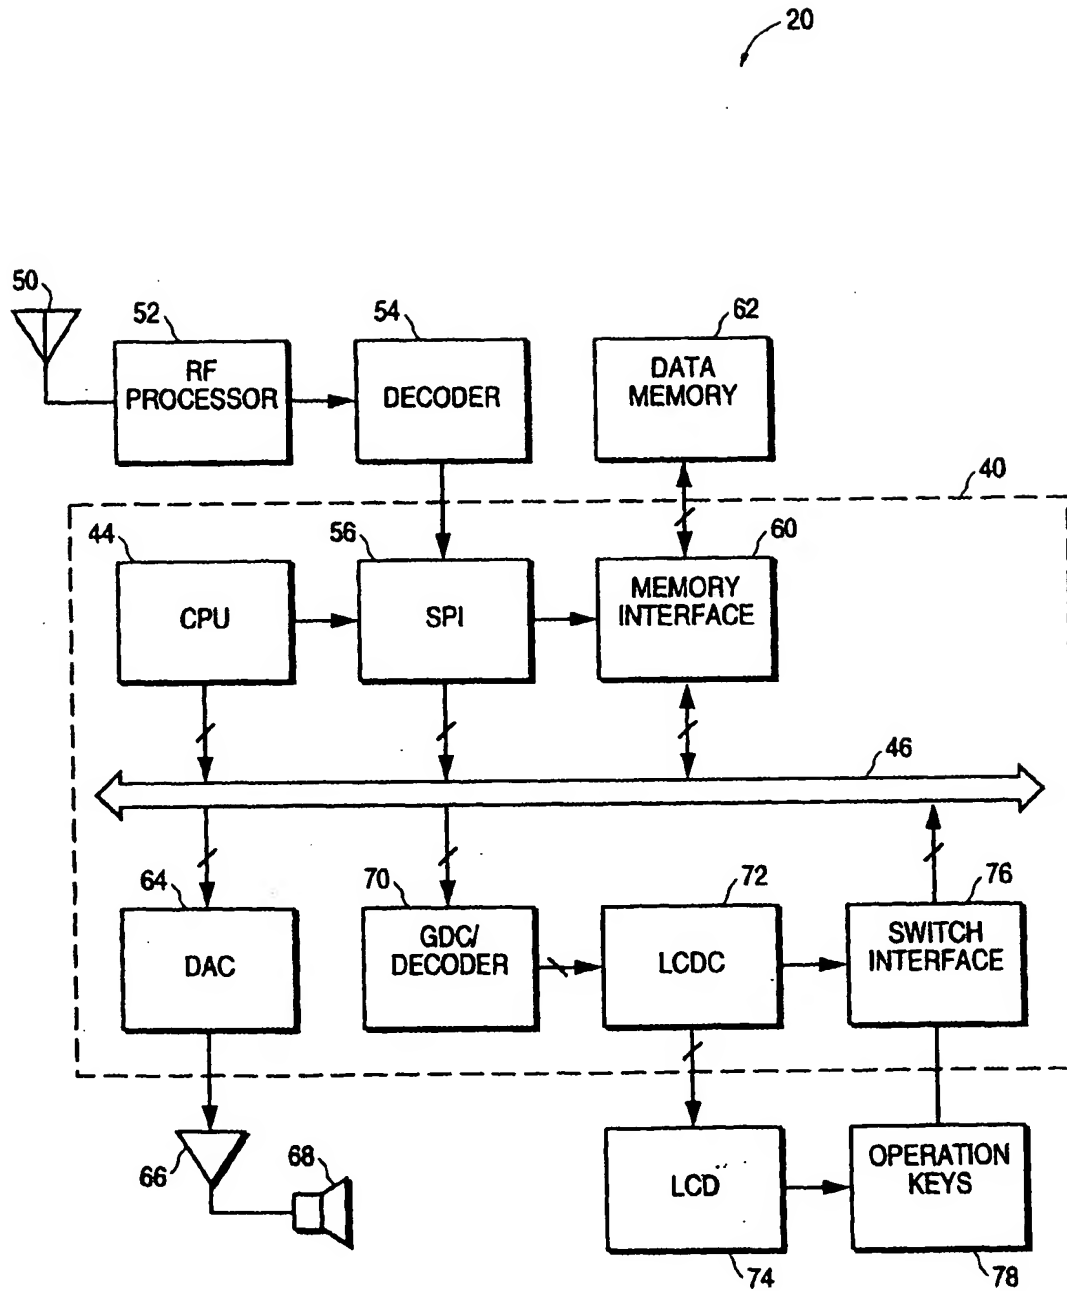 20
50
52
54
62
RF
PROCESSOR
DECODER
DATA
MEMORY
40
44
56
60
CPU
SPI
MEMORY
INTERFACE
46
64
70
72
76
DAC
GDC/
DECODER
LCDC
SWITCH
INTERFACE
66
68
LCD
OPERATION
KEYS
74
78